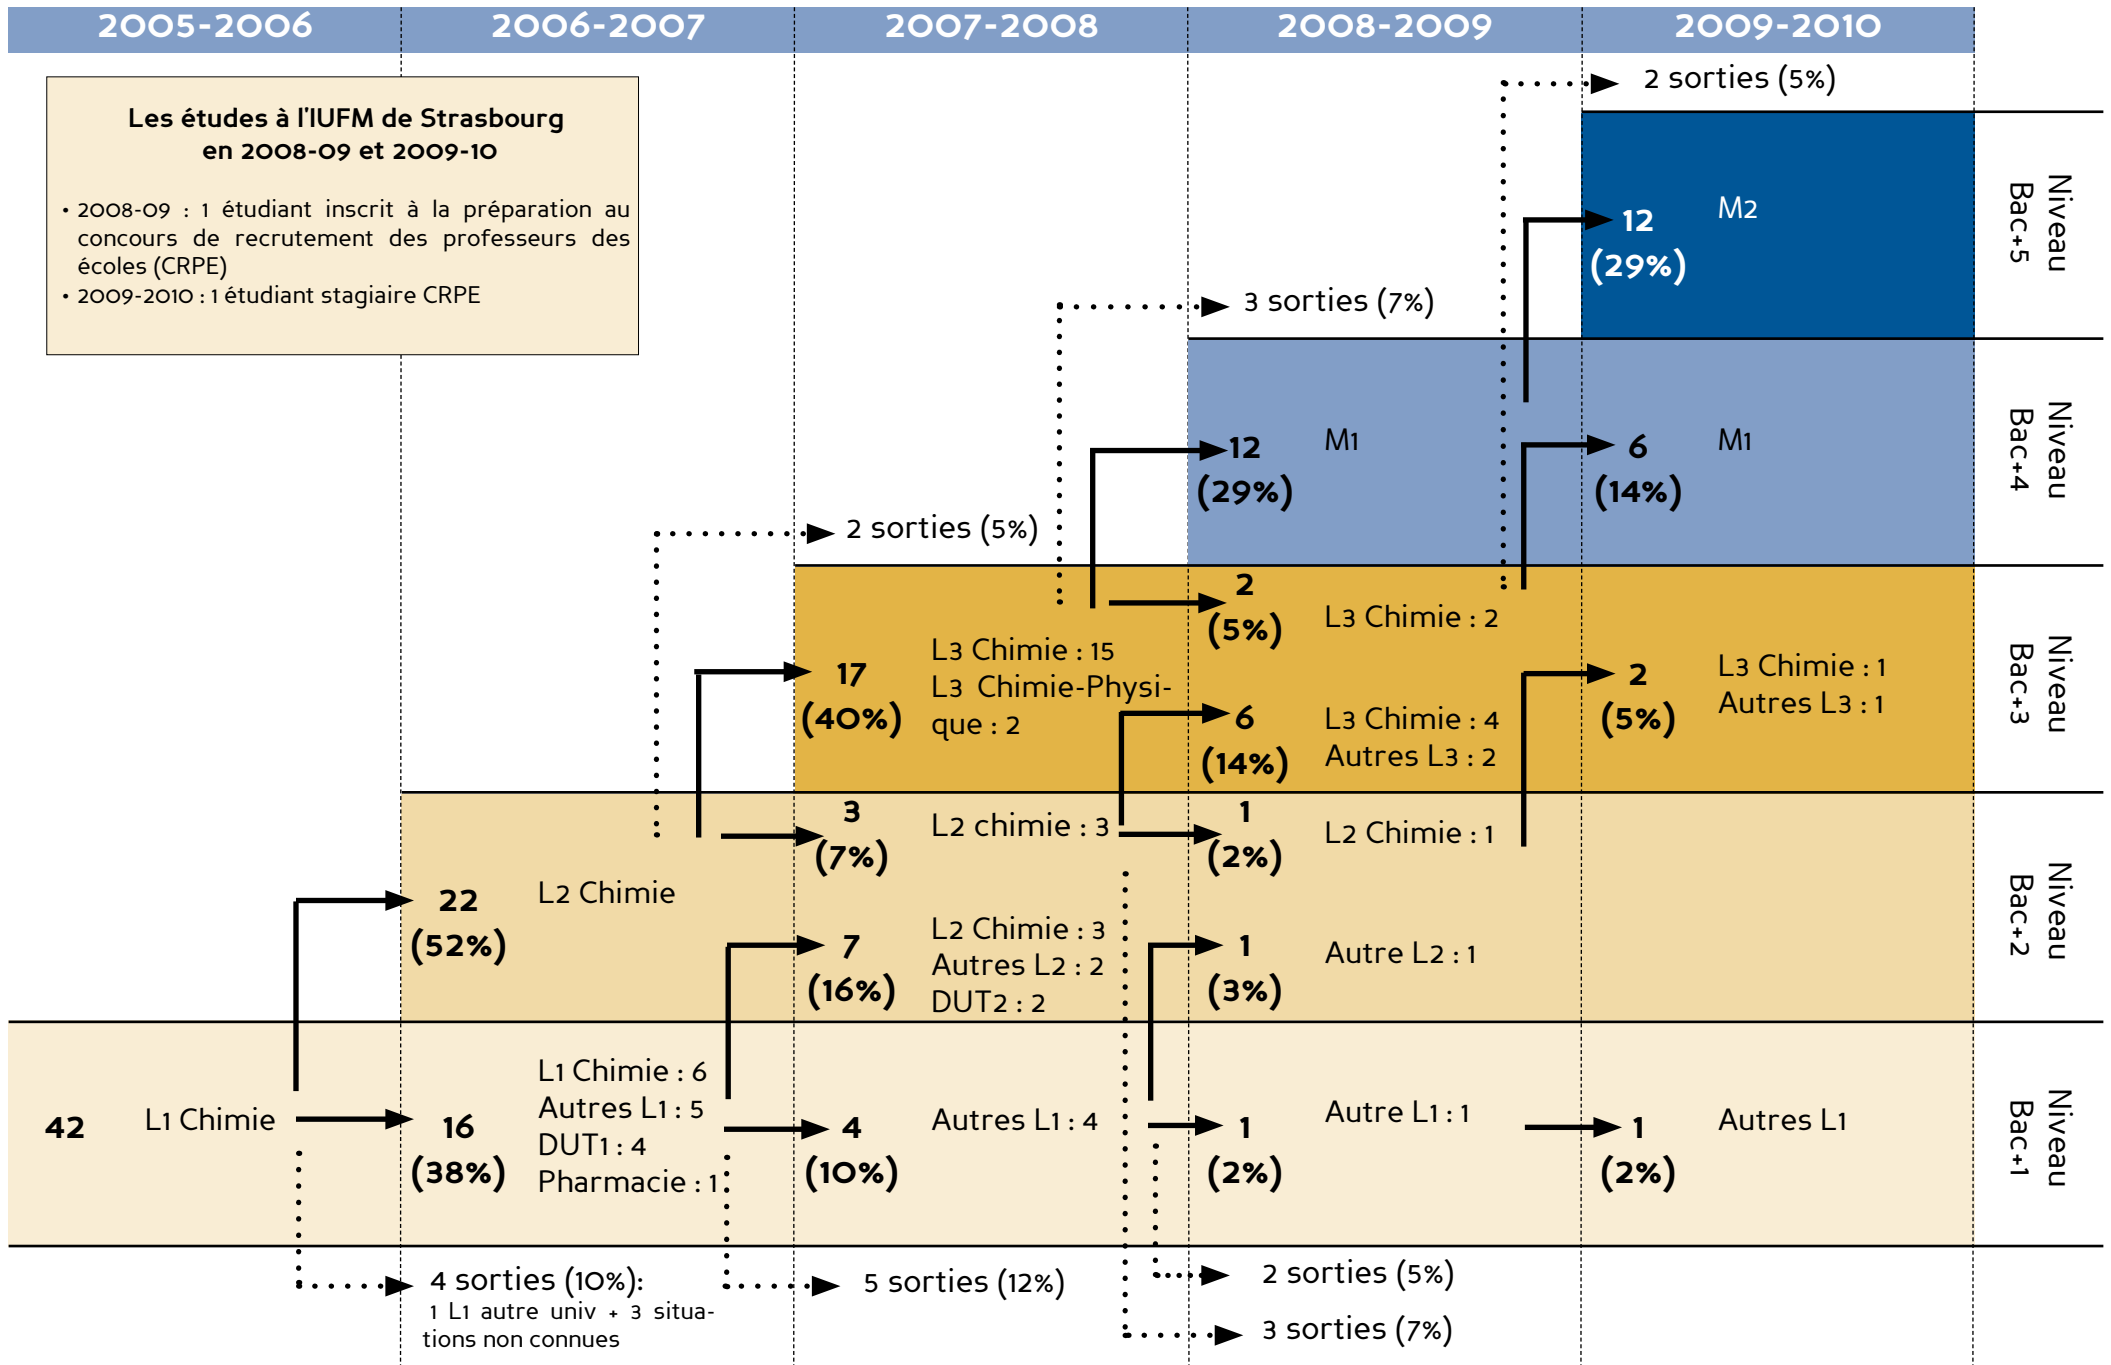 2005-2006
2006-2007
2007-2008
2008-2009
2009-2010
Les études à l'IUFM de Strasbourg
en 2008-09 et 2009-10
• 2008-09 : 1 étudiant inscrit à la préparation au
concours de recrutement des professeurs des
écoles (CRPE)
• 2009-2010 : 1 étudiant stagiaire CRPE
2 sorties (5%)
12
(29%)
M2
Niveau
Bac+5
3 sorties (7%)
12
(29%)
M1
6
(14%)
M1
Niveau
Bac+4
2 sorties (5%)
17
(40%)
L3 Chimie : 15
L3 Chimie-Physi-
que : 2
2
(5%)
L3 Chimie : 2
6
(14%)
L3 Chimie : 4
Autres L3 : 2
2
(5%)
L3 Chimie : 1
Autres L3 : 1
Niveau
Bac+3
22
(52%)
L2 Chimie
3
(7%)
L2 chimie : 3
7
(16%)
L2 Chimie : 3
Autres L2 : 2
DUT2 : 2
1
(2%)
L2 Chimie : 1
1
(3%)
Autre L2 : 1
Niveau
Bac+2
42
L1 Chimie
16
(38%)
L1 Chimie : 6
Autres L1 : 5
DUT1 : 4
Pharmacie : 1
4
(10%)
Autres L1 : 4
1
(2%)
Autre L1 : 1
1
(2%)
Autres L1
Niveau
Bac+1
4 sorties (10%):
1 L1 autre univ + 3 situa-
tions non connues
5 sorties (12%)
2 sorties (5%)
3 sorties (7%)